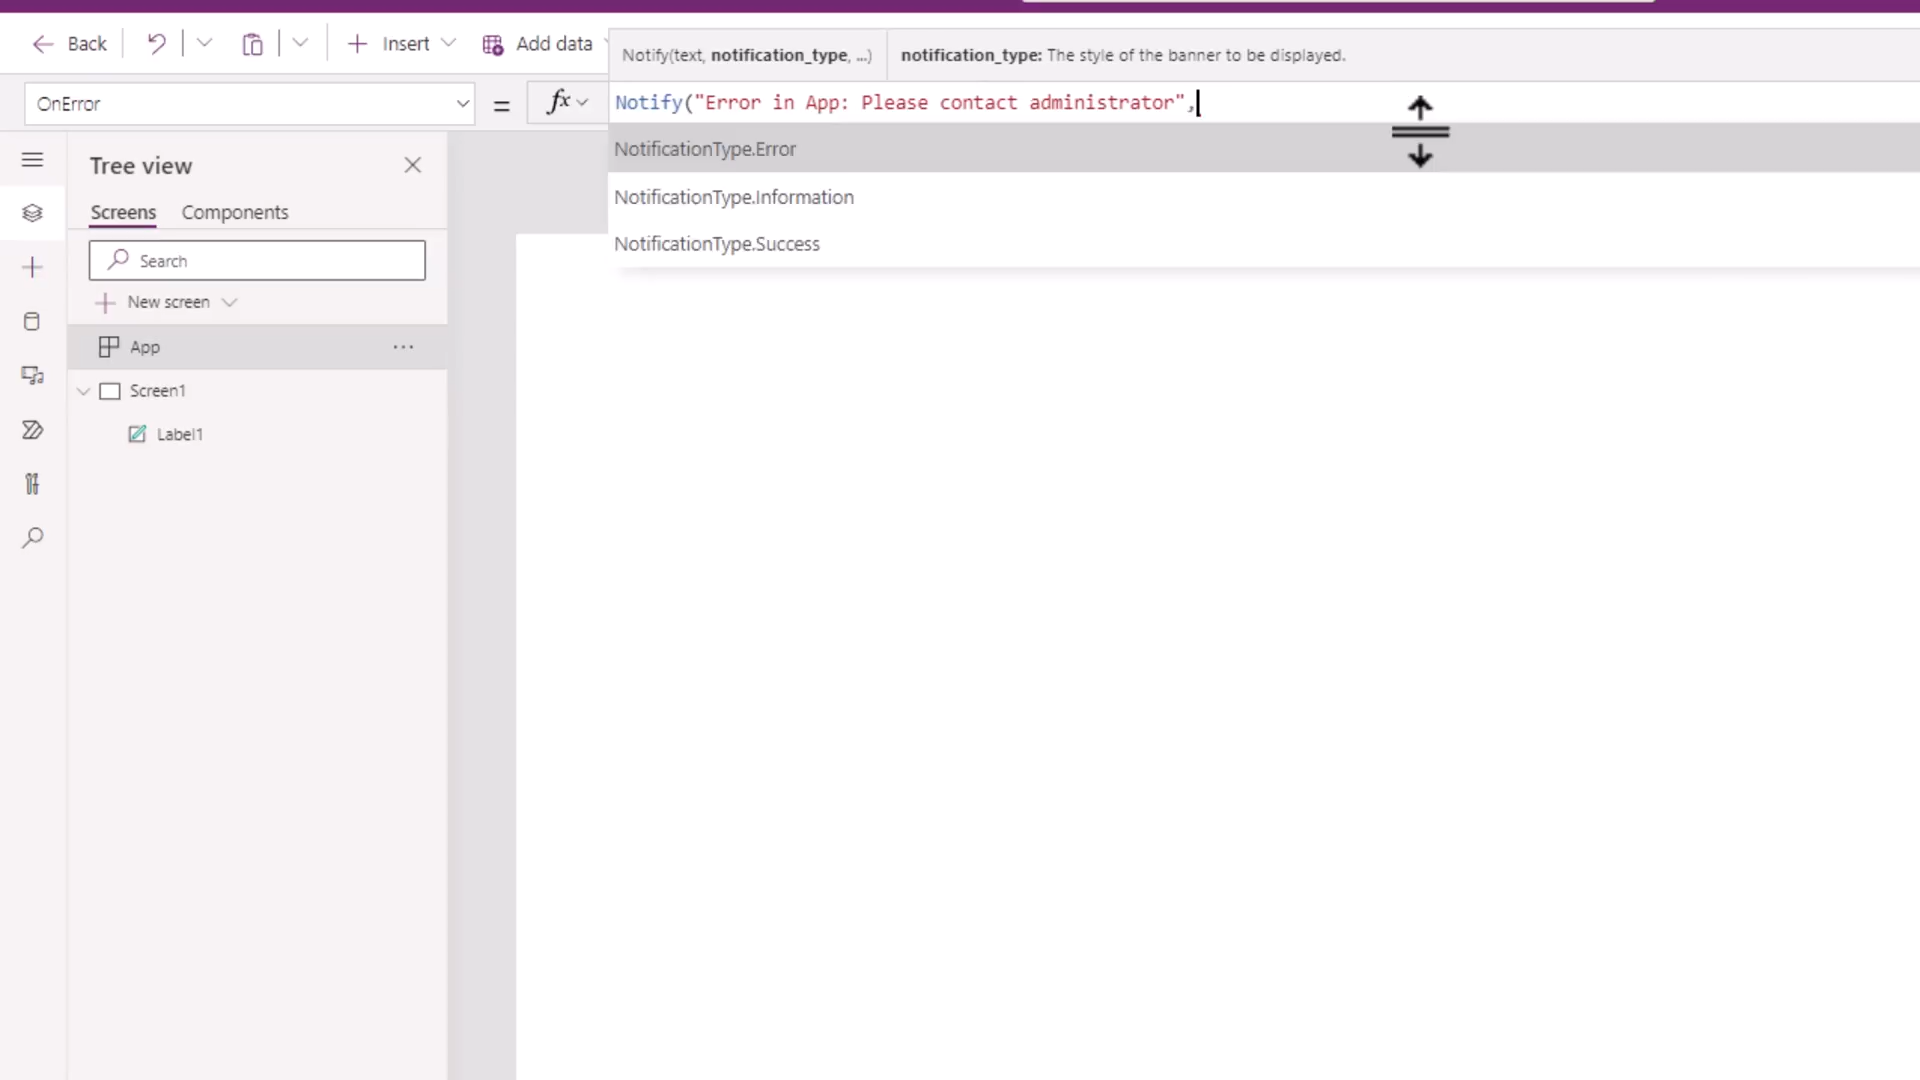 Back
Insert
Add data
Notify(text, notification_type, ...)
notification_type: The style of the banner to be displayed.
OnError
=
fx
Notify("Error in App: Please contact administrator",
NotificationType.Error
NotificationType.Information
NotificationType.Success
Tree view
Screens
Components
Search
New screen
App
Screen1
Label1